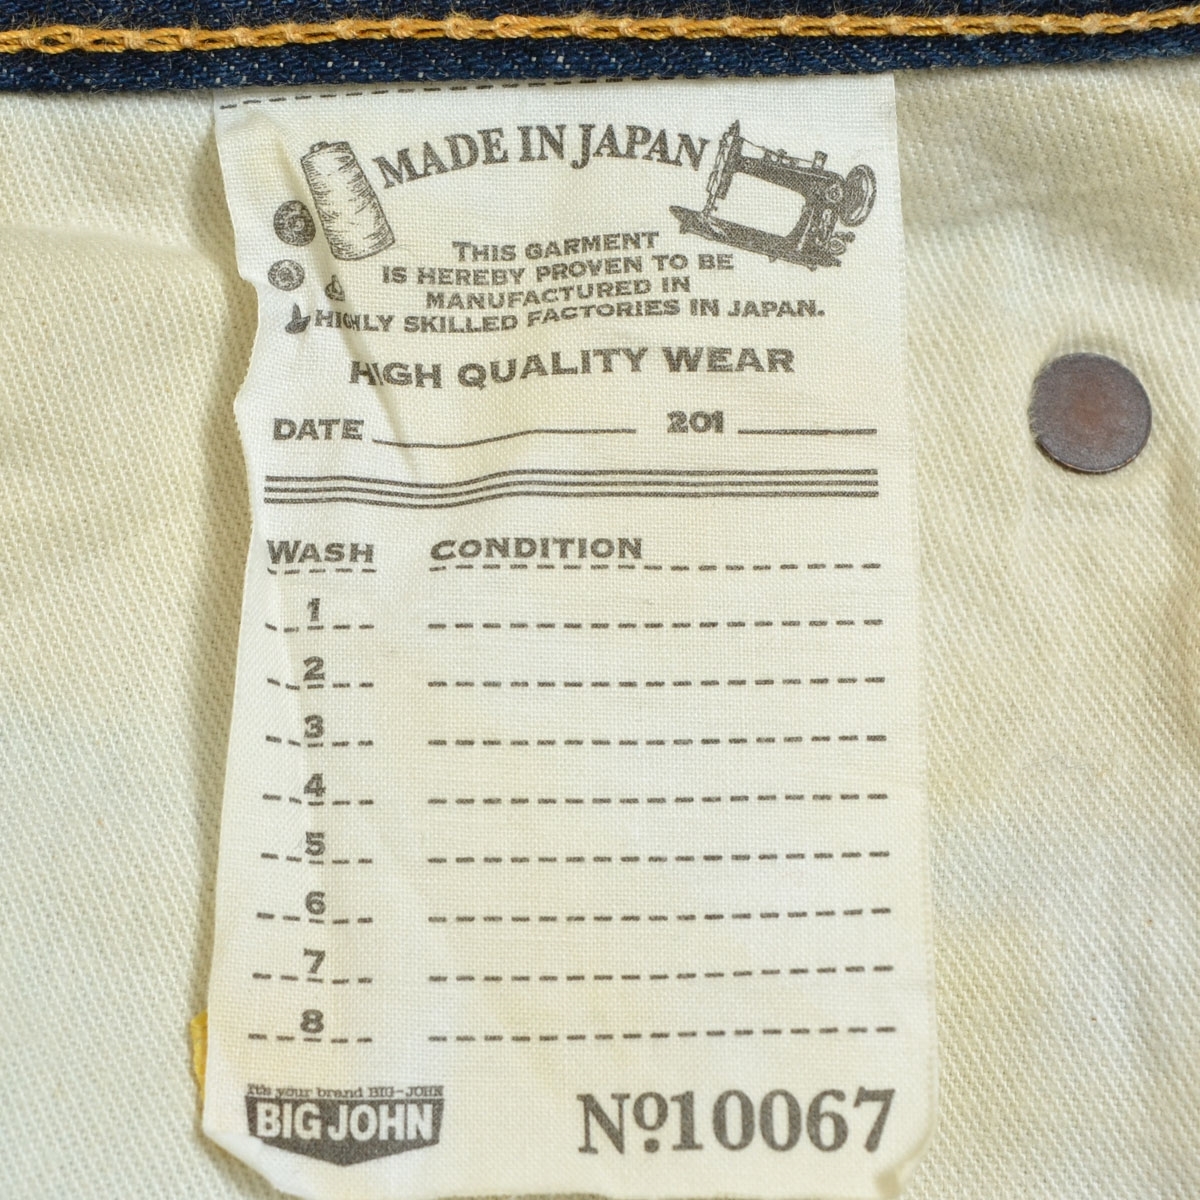 MADE IN JAPAN
THIS GARMENT
IS HEREBY PROVEN TO BE
MANUFACTURED IN
HIGHLY SKILLED FACTORIES IN JAPAN.
HIGH QUALITY WEAR
DATE 201
WASH CONDITION
1
2
3
4
5
6
7
8
It's your brand BIG-JOHN
BIG JOHN
Nº10067